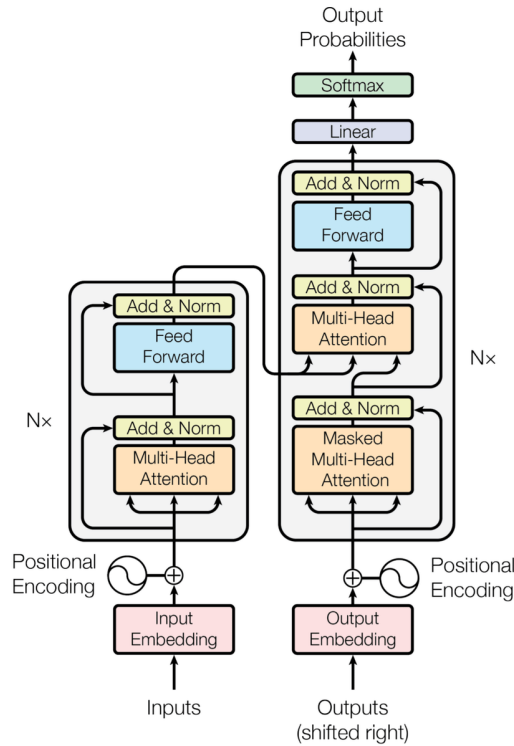 Output
Probabilities
Softmax
Linear
Add & Norm
Feed
Forward
Add & Norm
Multi-Head
Attention
Add & Norm
Masked
Multi-Head
Attention
N×
Add & Norm
Feed
Forward
Add & Norm
Multi-Head
Attention
N×
Positional
Encoding
Positional
Encoding
Input
Embedding
Output
Embedding
Inputs
Outputs
(shifted right)